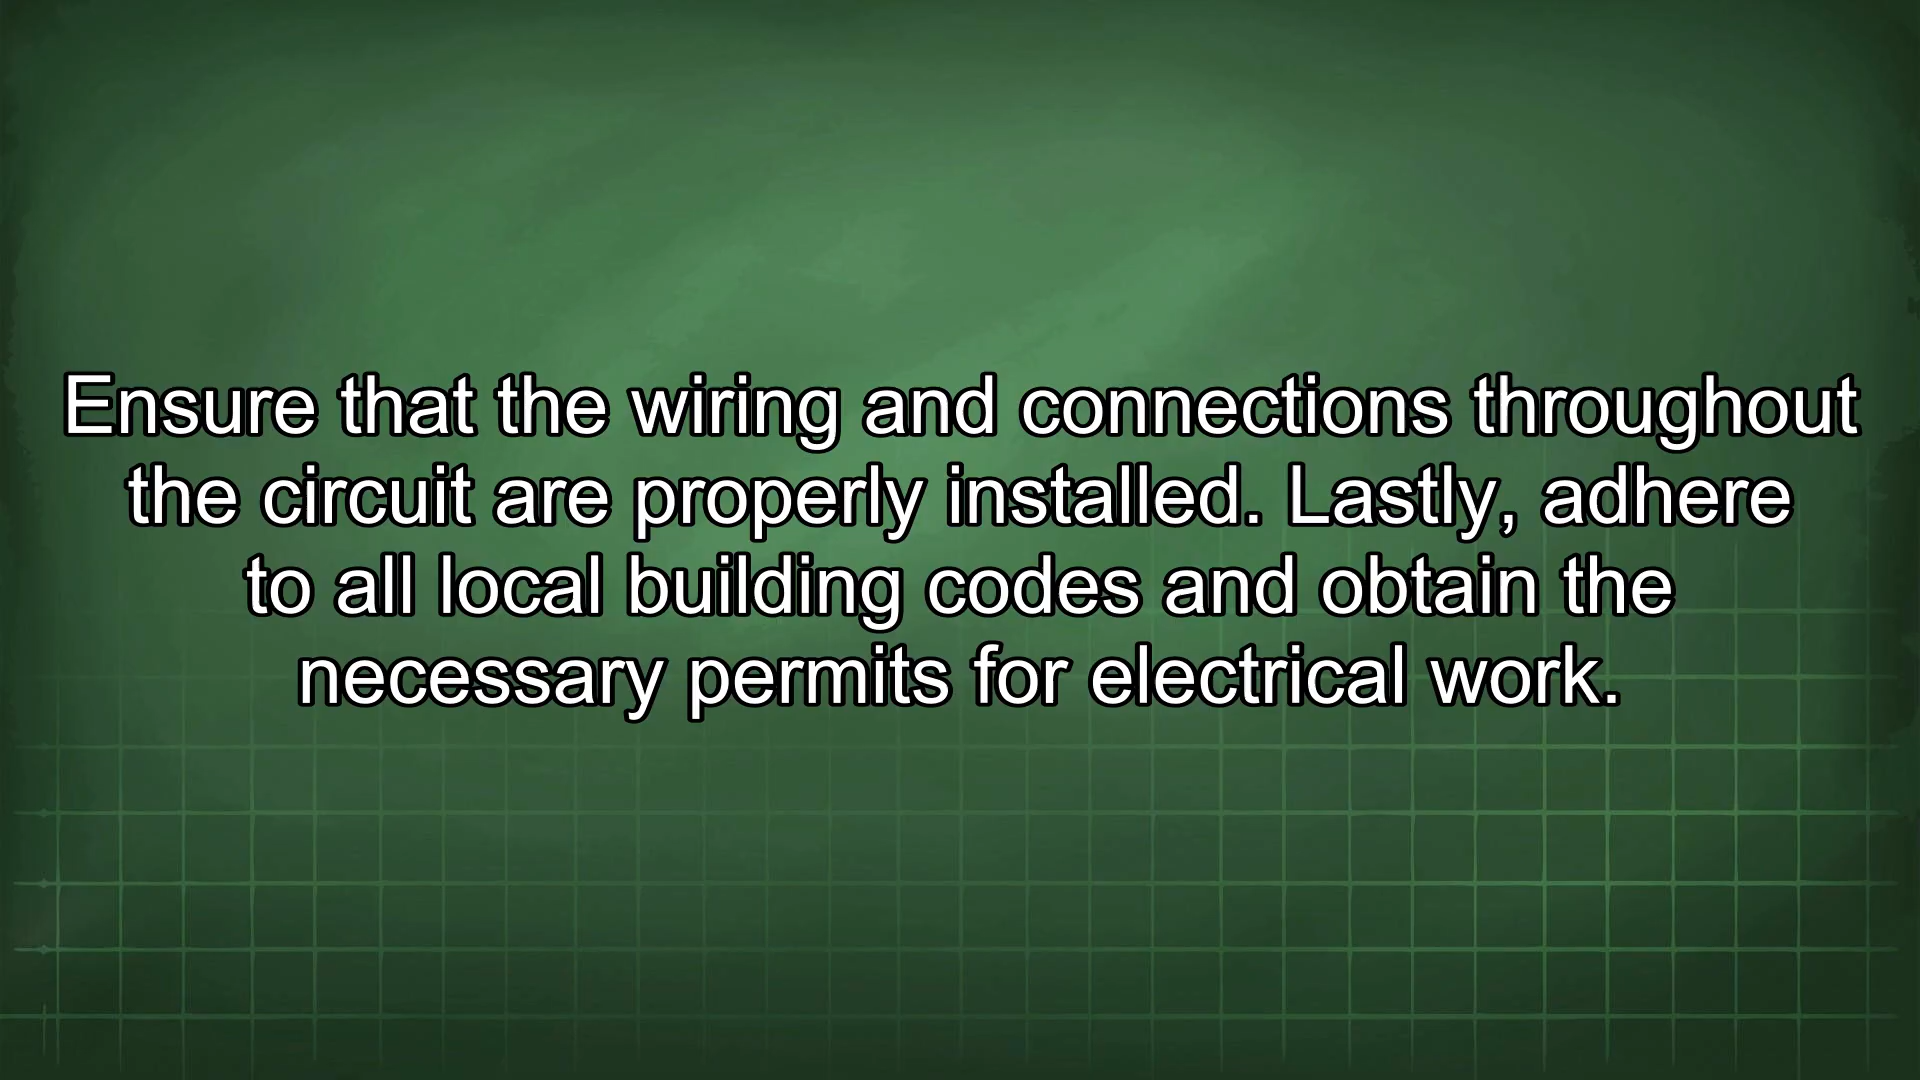 Ensure that the wiring and connections throughout
the circuit are properly installed. Lastly, adhere
to all local building codes and obtain the
necessary permits for electrical work.